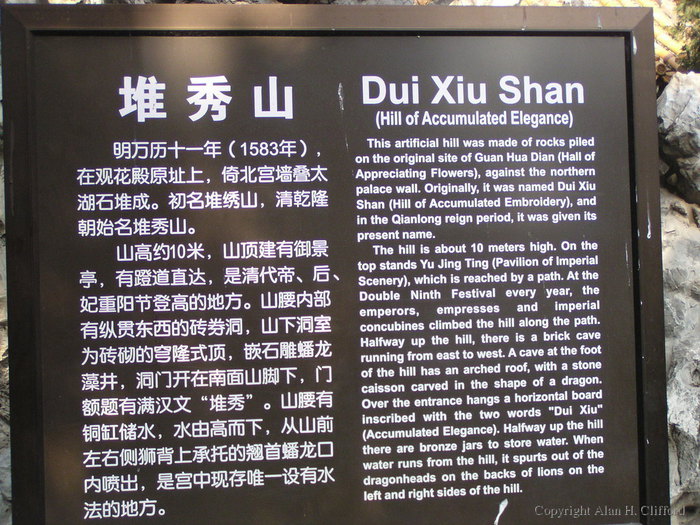 堆秀山
明万历十一年（1583年），
在观花殿原址上，倚北宫墙叠太
湖石堆成。初名堆绣山，清乾隆
朝始名堆秀山。
山高约10米，山顶建有御景
亭，有蹬道直达，是清代帝、后、
妃重阳节登高的地方。山腰内部
有纵贯东西的砖券洞，山下洞室
为砖砌的穹隆式顶，嵌石雕蟠龙
藻井，洞门开在南面山脚下，门
额题有满汉文“堆秀”。山腰有
铜缸储水，水由高而下，从山前
左右侧狮背上承托的翘首蟠龙口
内喷出，是宫中现存唯一设有水
法的地方。
Dui Xiu Shan
(Hill of Accumulated Elegance)
This artificial hill was made of rocks piled
on the original site of Guan Hua Dian (Hall of
Appreciating Flowers), against the northern
palace wall. Originally, it was named Dui Xiu
Shan (Hill of Accumulated Embroidery), and
in the Qianlong reign period, it was given its
present name.
The hill is about 10 meters high. On the
top stands Yu Jing Ting (Pavilion of Imperial
Scenery), which is reached by a path. At the
Double Ninth Festival every year, the
emperors, empresses and imperial
concubines climbed the hill along the path.
Halfway up the hill, there is a brick cave
running from east to west. A cave at the foot
of the hill has an arched roof, with a stone
caisson carved in the shape of a dragon.
Over the entrance hangs a horizontal board
inscribed with the two words "Dui Xiu"
(Accumulated Elegance). Halfway up the hill
there are bronze jars to store water. When
water runs from the hill, it spurts out of the
dragonheads on the backs of lions on the
left and right sides of the hill.
Copyright Alan H. Clifford